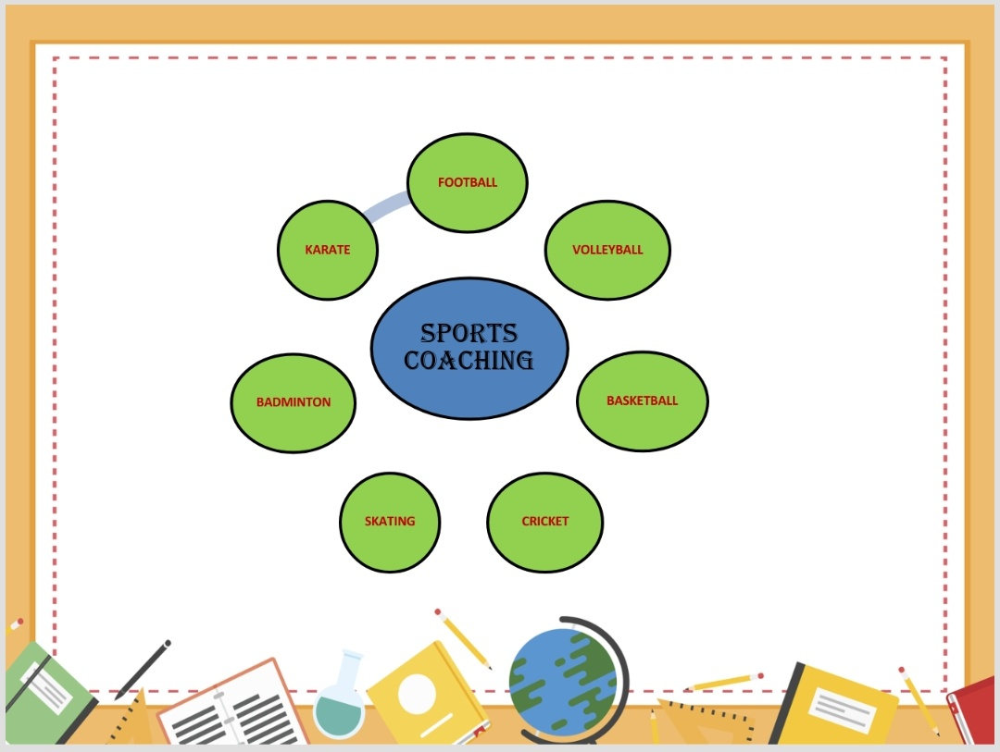 FOOTBALL
KARATE
VOLLEYBALL
SPORTS
COACHING
BADMINTON
BASKETBALL
SKATING
CRICKET